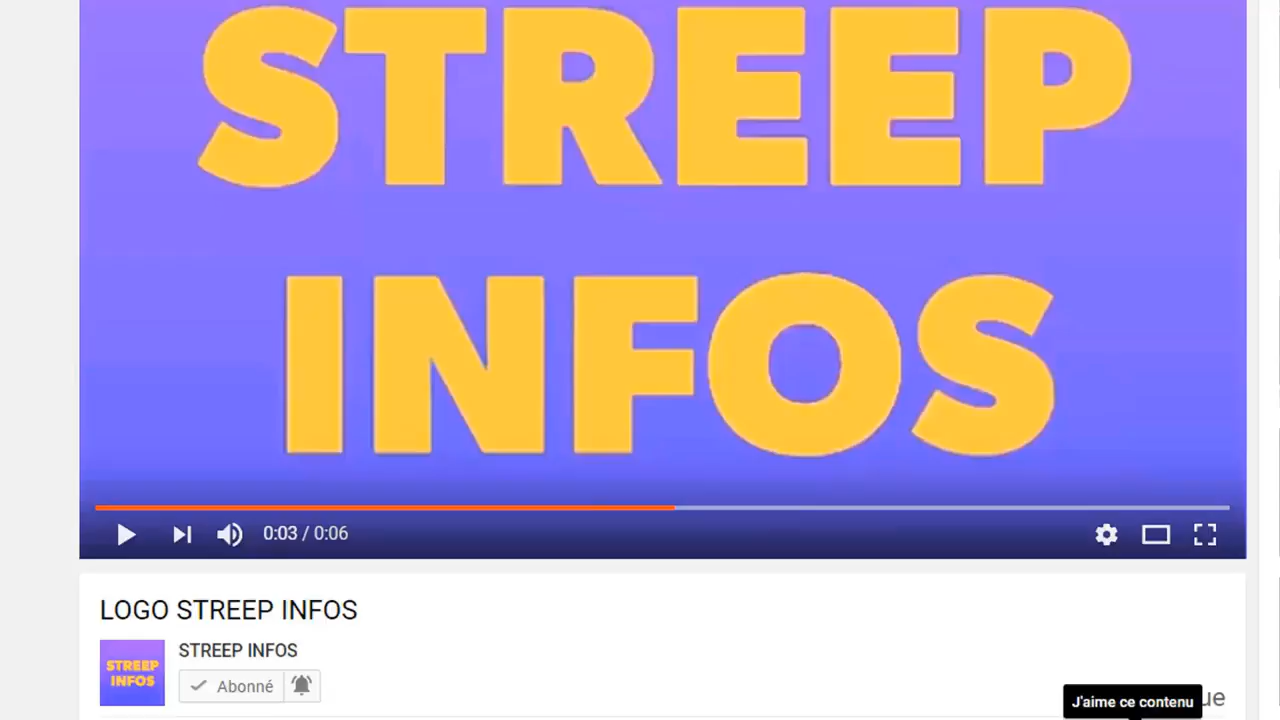 STREEP
INFOS
0:03 / 0:06
LOGO STREEP INFOS
STREEP
INFOS
STREEP INFOS
Abonné
J'aime ce contenu